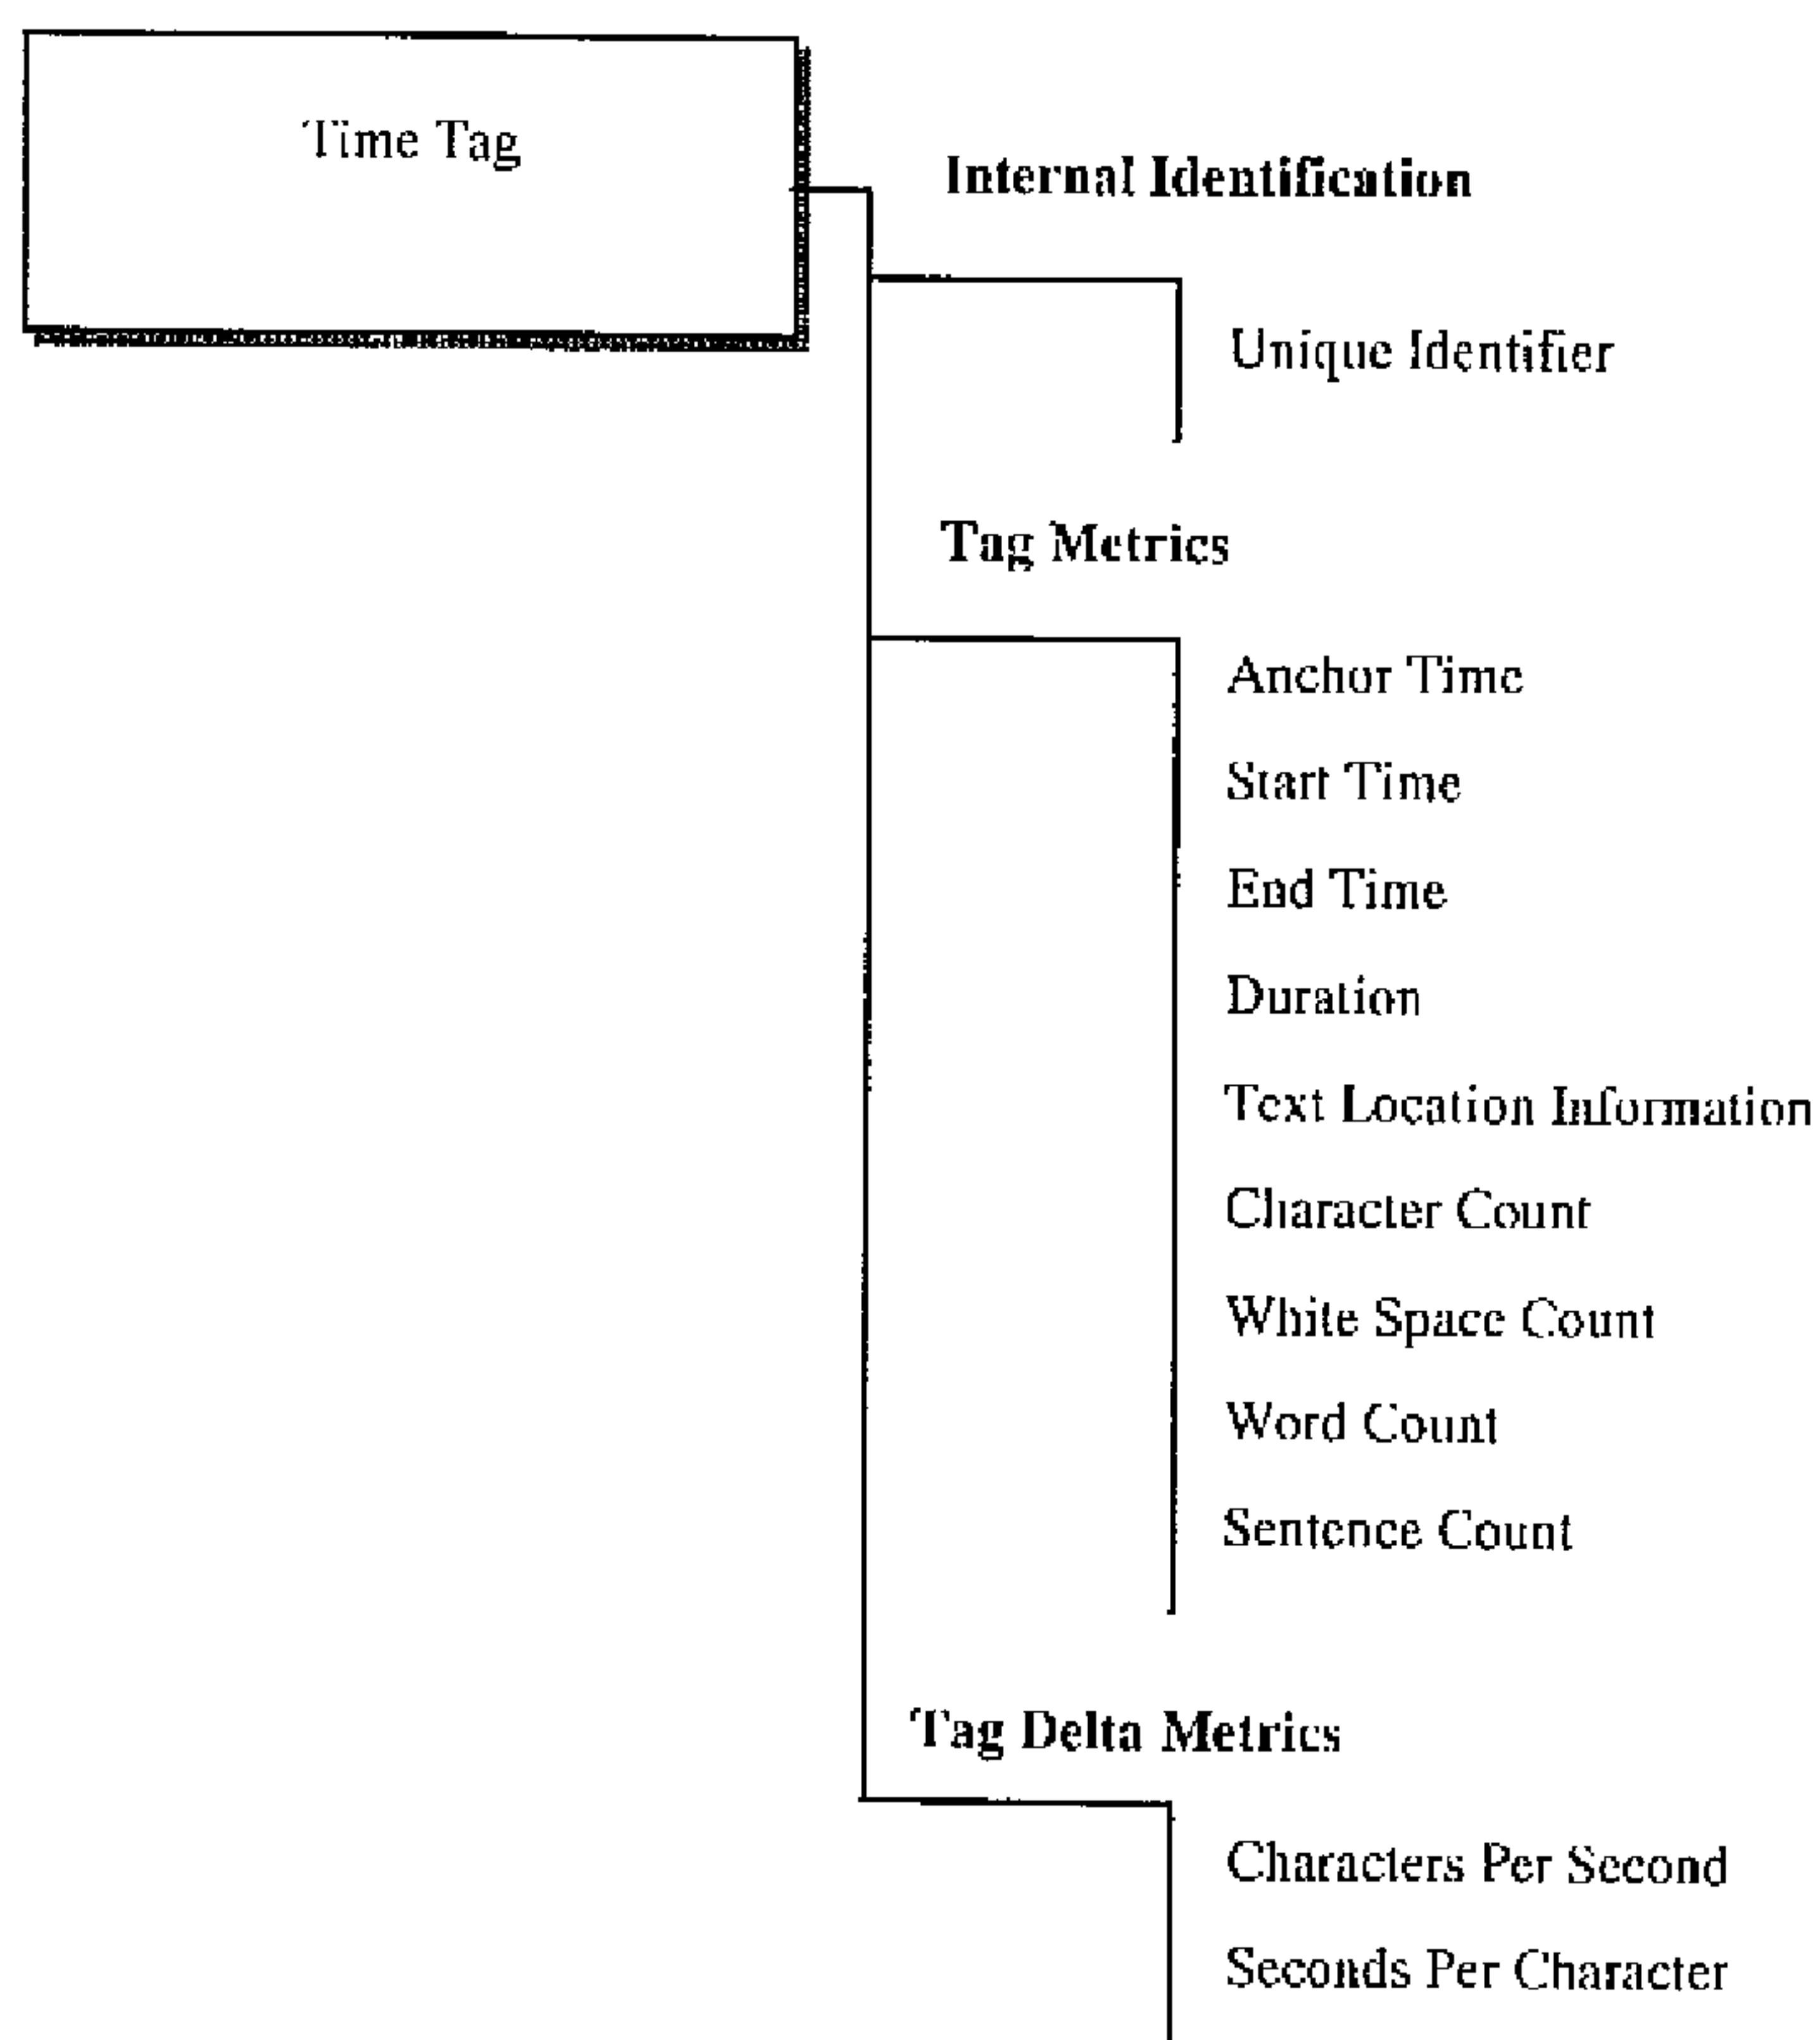 Time Tag
Internal Identification
Unique Identifier
Tag Metrics
Anchor Time
Start Time
End Time
Duration
Text Location Information
Character Count
White Space Count
Word Count
Sentence Count
Tag Delta Metrics
Characters Per Second
Seconds Per Character